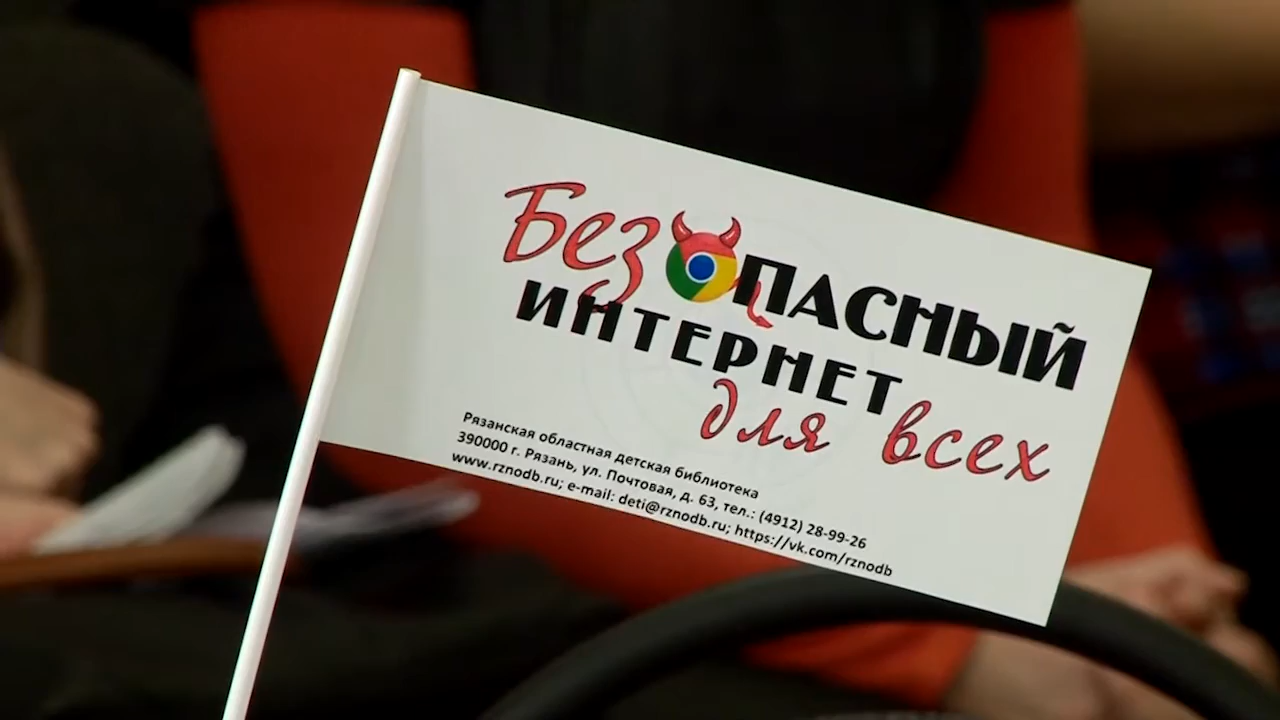 Безопасный
интернет
для всех
Рязанская областная детская библиотека
390000 г. Рязань, ул. Почтовая, д. 63, тел.: (4912) 28-99-26
www.rznodb.ru; e-mail: deti@rznodb.ru; https://vk.com/rznodb